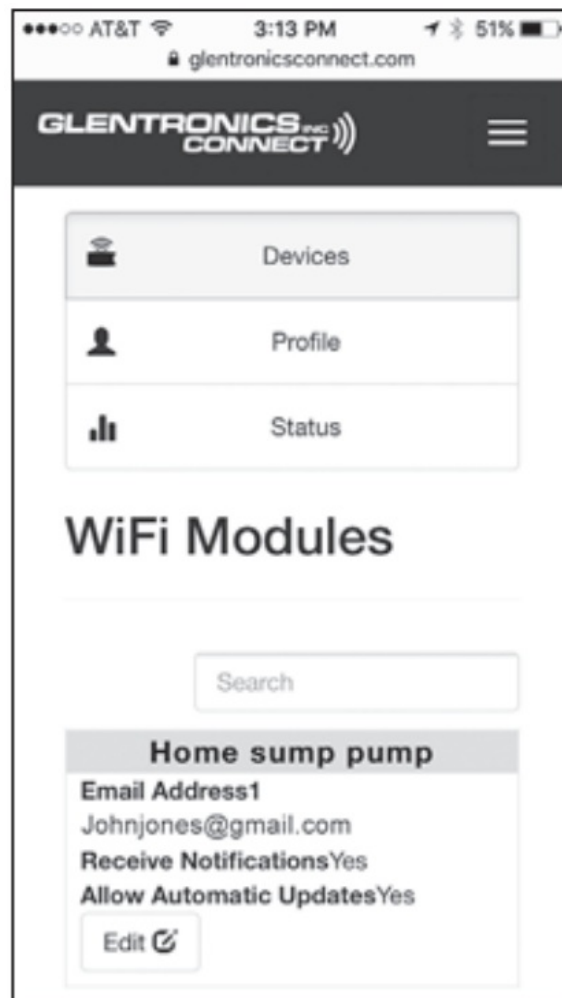 AT&T 3:13 PM 51%
glentronicsconnect.com
GLENTRONICS INC
CONNECT
Devices
Profile
Status
WiFi Modules
Search
Home sump pump
Email Address1
Johnjones@gmail.com
Receive NotificationsYes
Allow Automatic UpdatesYes
Edit